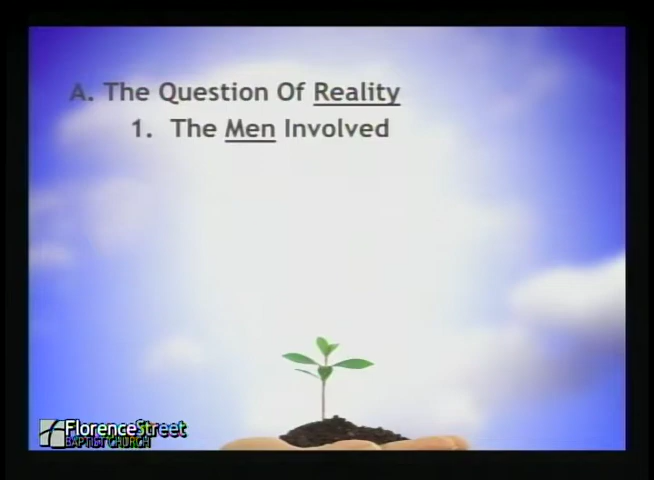 A. The Question Of Reality
1. The Men Involved
FlorenceStreet
BAPTIST CHURCH